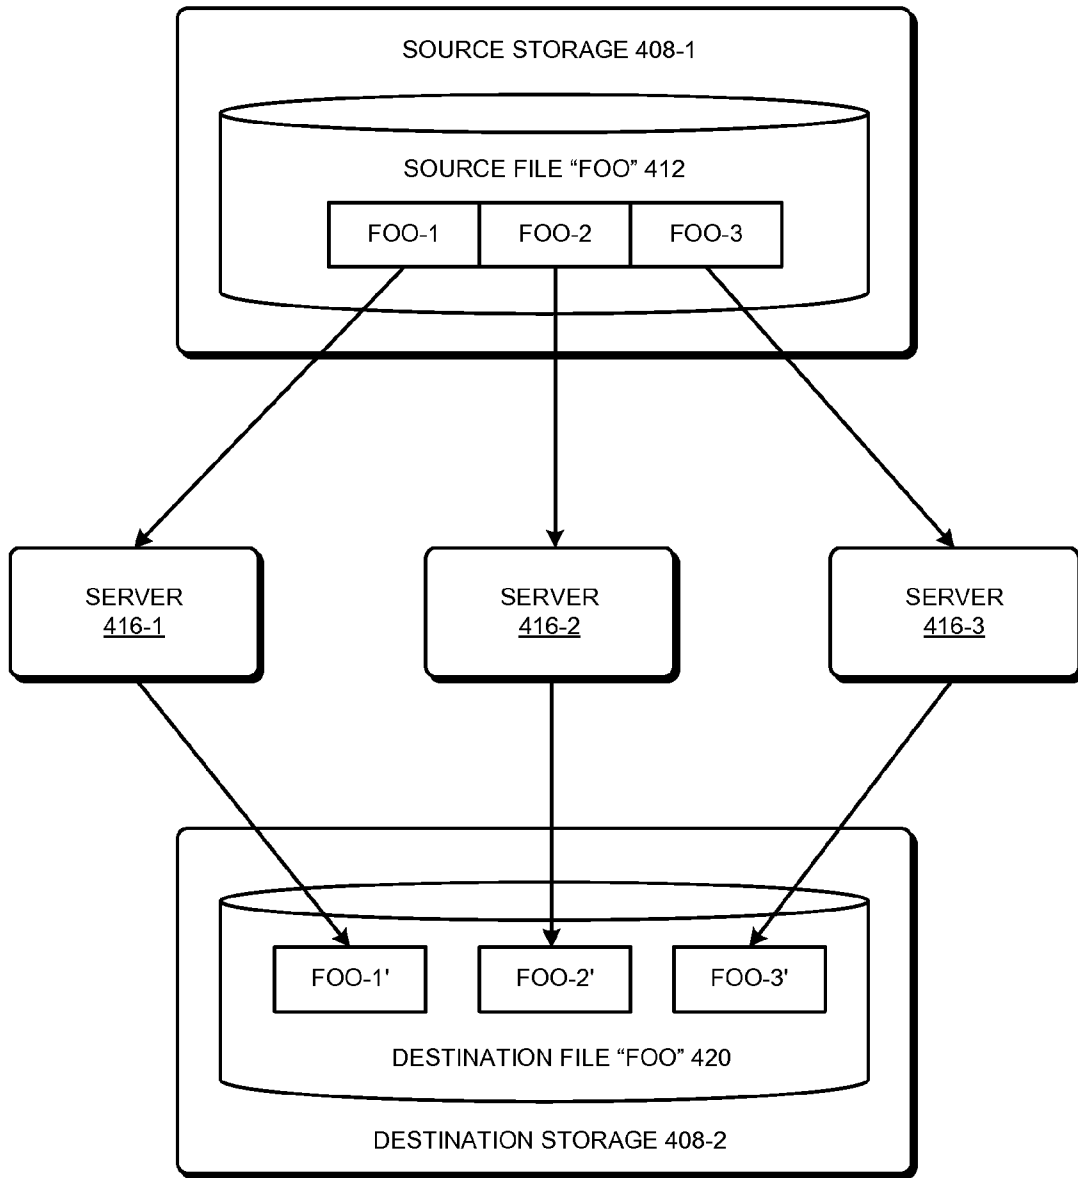 SOURCE STORAGE 408-1
SOURCE FILE “FOO” 412
FOO-1 FOO-2 FOO-3
SERVER
416-1
SERVER
416-2
SERVER
416-3
FOO-1' FOO-2' FOO-3'
DESTINATION FILE “FOO” 420
DESTINATION STORAGE 408-2